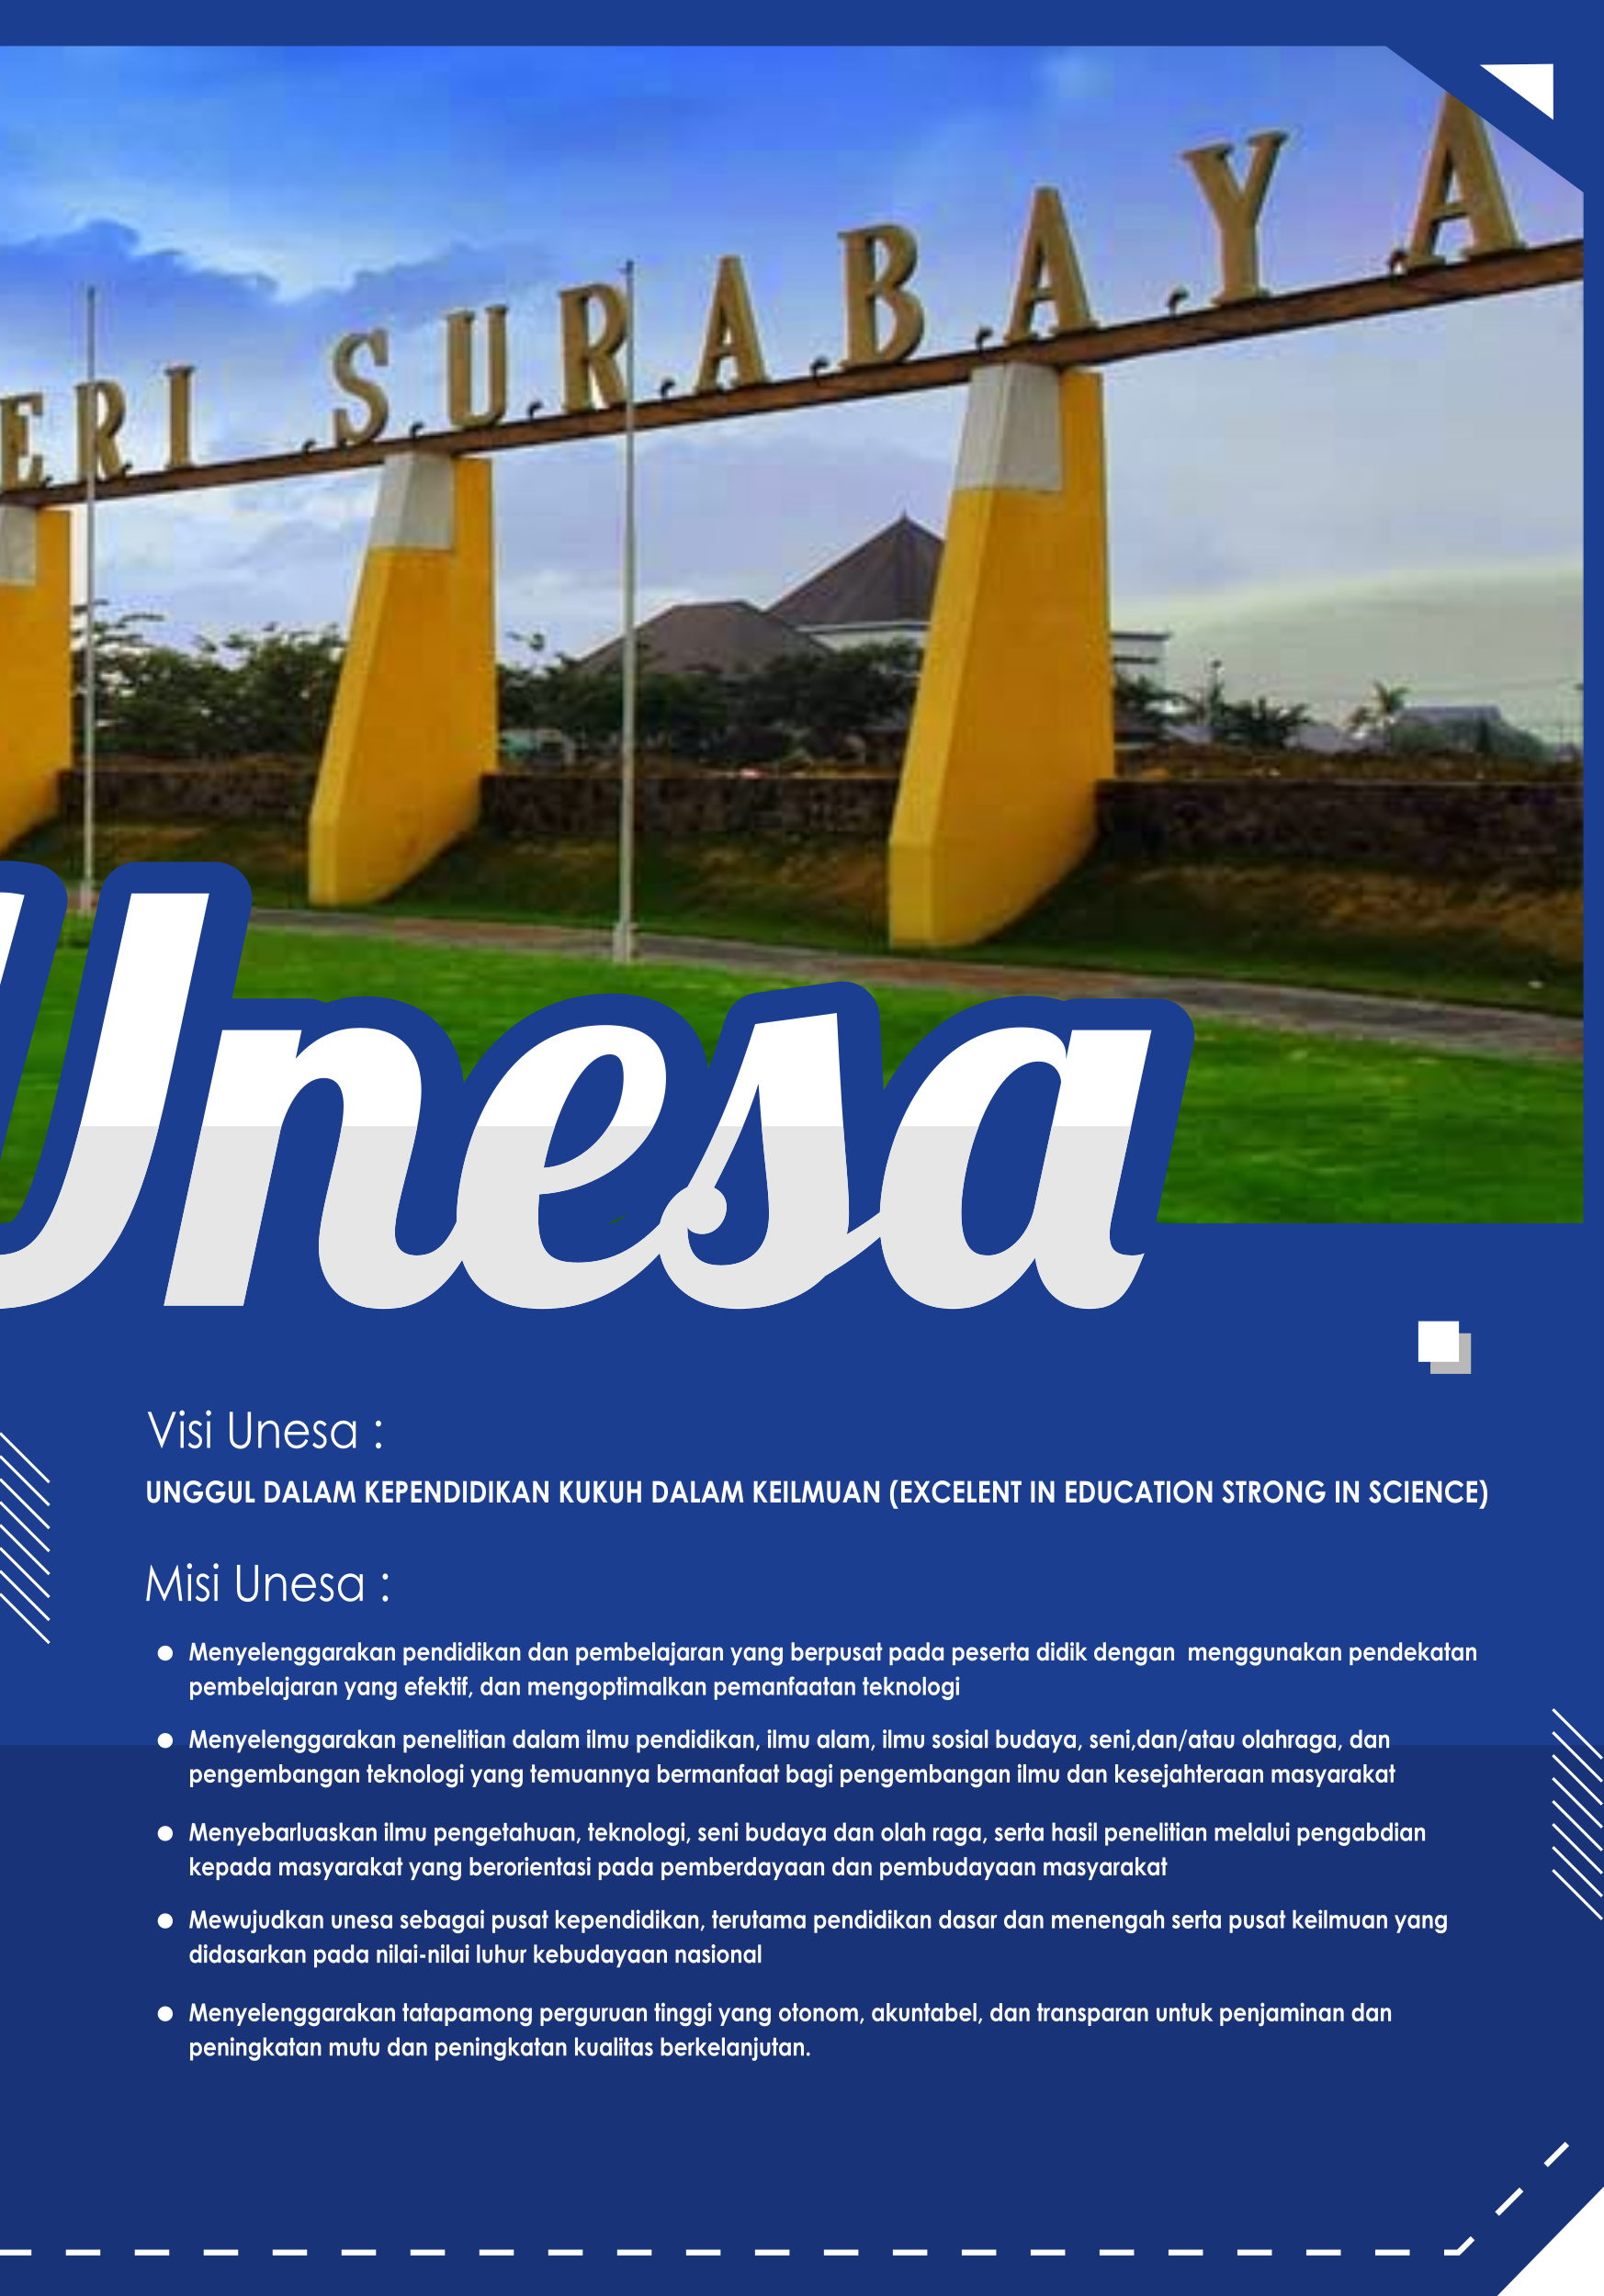 ERI SURABAYA
Unesa
Visi Unesa :
UNGGUL DALAM KEPENDIDIKAN KUKUH DALAM KEILMUAN (EXCELENT IN EDUCATION STRONG IN SCIENCE)
Misi Unesa :
● Menyelenggarakan pendidikan dan pembelajaran yang berpusat pada peserta didik dengan  menggunakan pendekatan
pembelajaran yang efektif, dan mengoptimalkan pemanfaatan teknologi
● Menyelenggarakan penelitian dalam ilmu pendidikan, ilmu alam, ilmu sosial budaya, seni,dan/atau olahraga, dan
pengembangan teknologi yang temuannya bermanfaat bagi pengembangan ilmu dan kesejahteraan masyarakat
● Menyebarluaskan ilmu pengetahuan, teknologi, seni budaya dan olah raga, serta hasil penelitian melalui pengabdian
kepada masyarakat yang berorientasi pada pemberdayaan dan pembudayaan masyarakat
● Mewujudkan unesa sebagai pusat kependidikan, terutama pendidikan dasar dan menengah serta pusat keilmuan yang
didasarkan pada nilai-nilai luhur kebudayaan nasional
● Menyelenggarakan tatapamong perguruan tinggi yang otonom, akuntabel, dan transparan untuk penjaminan dan
peningkatan mutu dan peningkatan kualitas berkelanjutan.